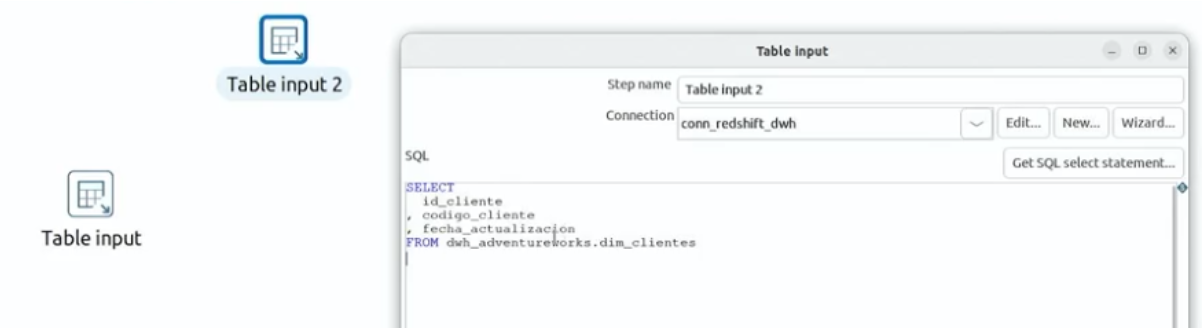 Table input 2
Table input
Table input
Step name Table input 2
Connection conn_redshift_dwh Edit... New... Wizard...
SQL
Get SQL select statement...
SELECT
id_cliente
, codigo_cliente
, fecha_actualizacion
FROM dwh_adventureworks.dim_clientes